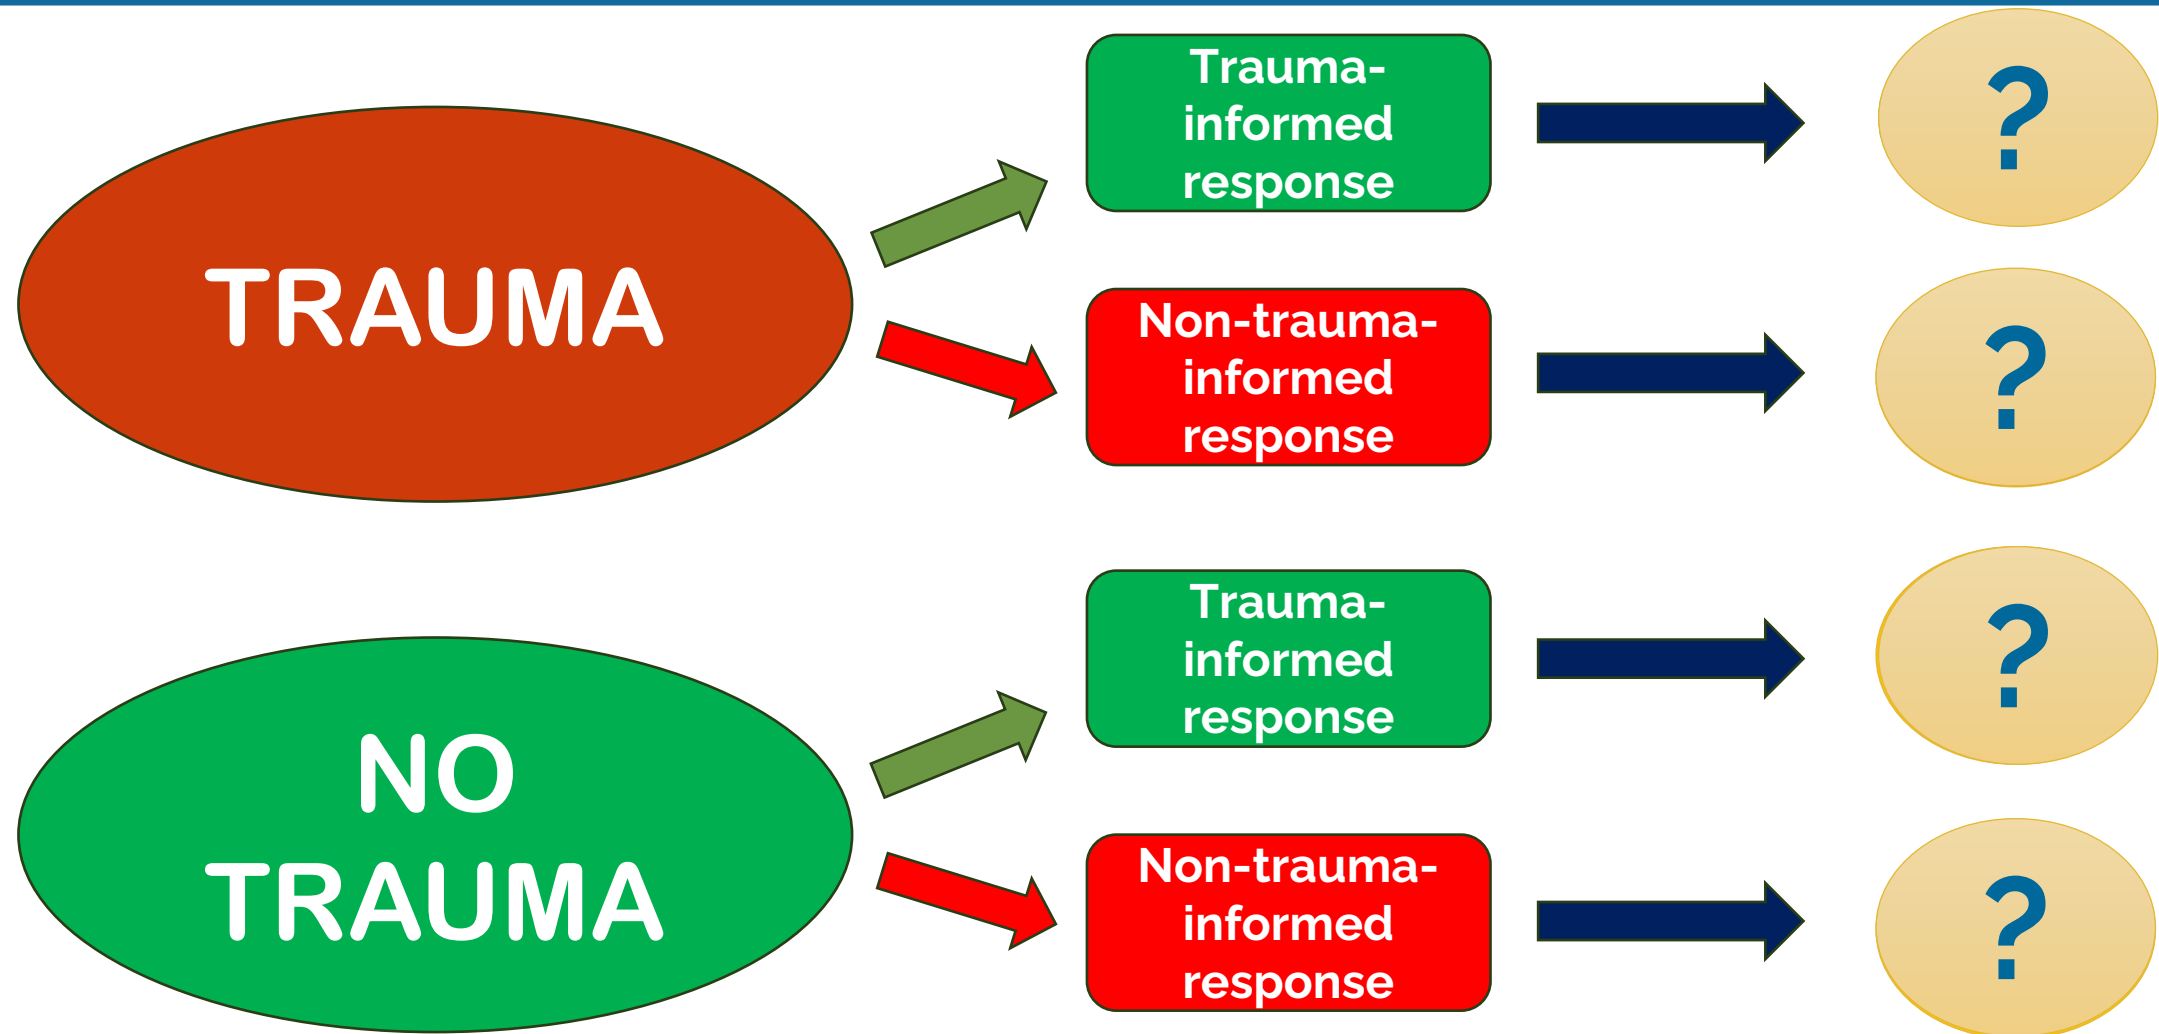 TRAUMA
Trauma-
informed
response
?
Non-trauma-
informed
response
?
NO
TRAUMA
Trauma-
informed
response
?
Non-trauma-
informed
response
?